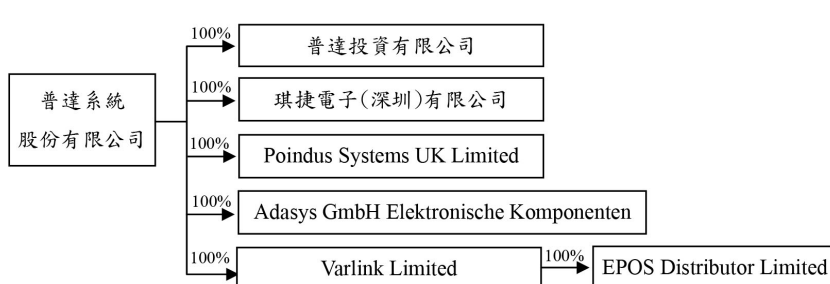 100%
普達投資有限公司
100%
琪捷電子(深圳)有限公司
普達系統
股份有限公司
100%
Poindus Systems UK Limited
100%
Adasys GmbH Elektronische Komponenten
100%
Varlink Limited
100%
EPOS Distributor Limited